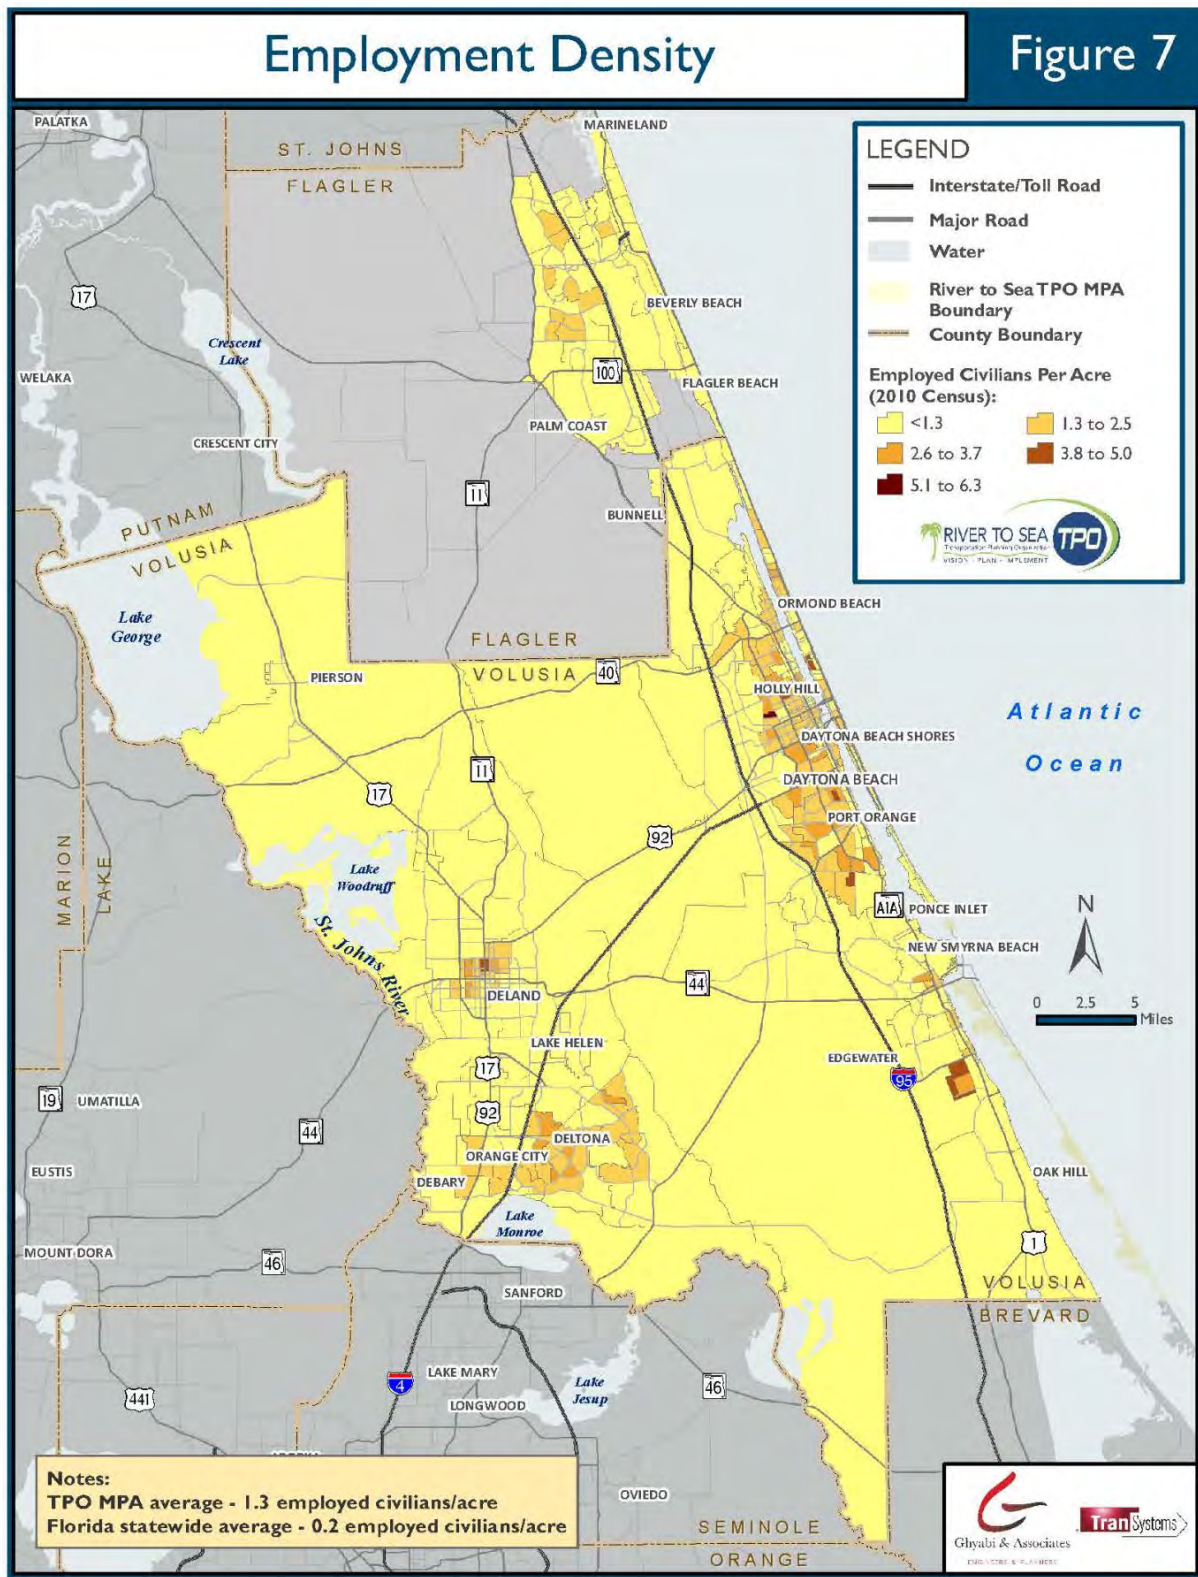 Employment Density
Figure 7
PALATKA
MARINELAND
ST. JOHNS
FLAGLER
LEGEND
Interstate/Toll Road
Major Road
Water
River to Sea TPO MPA
Boundary
County Boundary
Employed Civilians Per Acre
(2010 Census):
<1.3
1.3 to 2.5
2.6 to 3.7
3.8 to 5.0
5.1 to 6.3
RIVER TO SEA
TPO
Transportation Planning Organization
VISION - PLAN - IMPLEMENT
17
BEVERLY BEACH
Crescent
Lake
WELAKA
100
FLAGLER BEACH
CRESCENT CITY
PALM COAST
11
BUNNELL
PUTNAM
VOLUSIA
Lake
George
ORMOND BEACH
FLAGLER
VOLUSIA
40
PIERSON
HOLLY HILL
Atlantic
Ocean
DAYTONA BEACH SHORES
11
17
DAYTONA BEACH
PORT ORANGE
92
MARION
LAKE
Lake
Woodruff
St. Johns River
A1A
PONCE INLET
N
NEW SMYRNA BEACH
44
DELAND
0 2.5 5
Miles
LAKE HELEN
EDGEWATER
17
95
19
UMATILLA
92
44
DELTONA
ORANGE CITY
EUSTIS
DEBARY
OAK HILL
Lake
Monroe
MOUNT DORA
46
1
SANFORD
VOLUSIA
BREVARD
LAKE MARY
4
Lake
Jesup
46
441
LONGWOOD
Notes:
TPO MPA average - 1.3 employed civilians/acre
Florida statewide average - 0.2 employed civilians/acre
OVIEDO
SEMINOLE
ORANGE
Ghyabi & Associates
ENGINEERS & PLANNERS
TranSystems